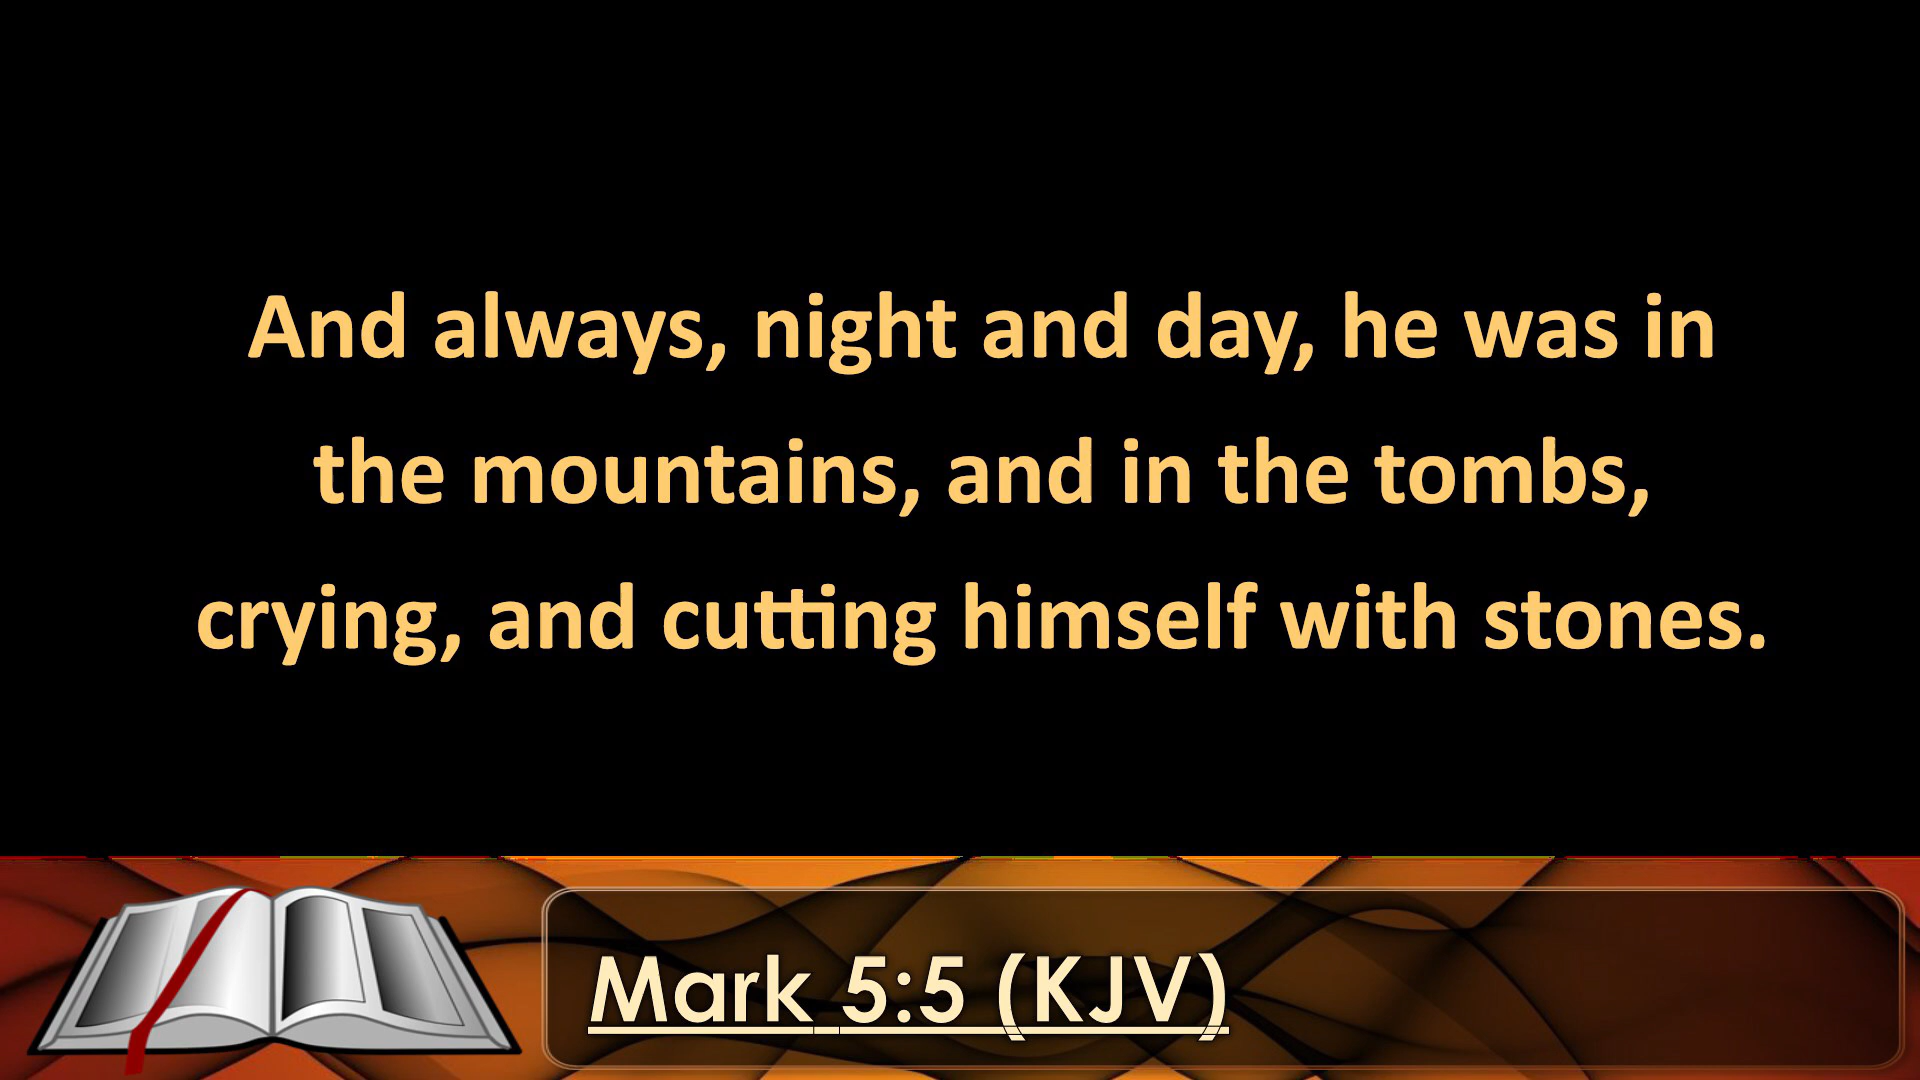 And always, night and day, he was in
the mountains, and in the tombs,
crying, and cutting himself with stones.
Mark 5:5 (KJV)